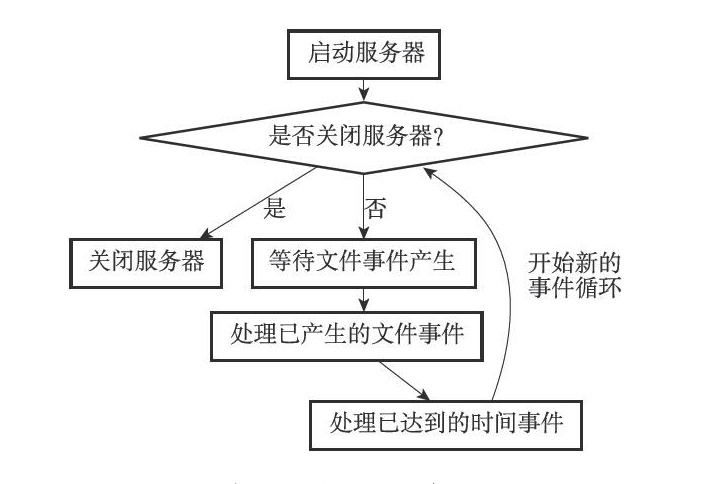 启动服务器
是否关闭服务器?
是
否
关闭服务器
等待文件事件产生
开始新的
事件循环
处理已产生的文件事件
处理已达到的时间事件